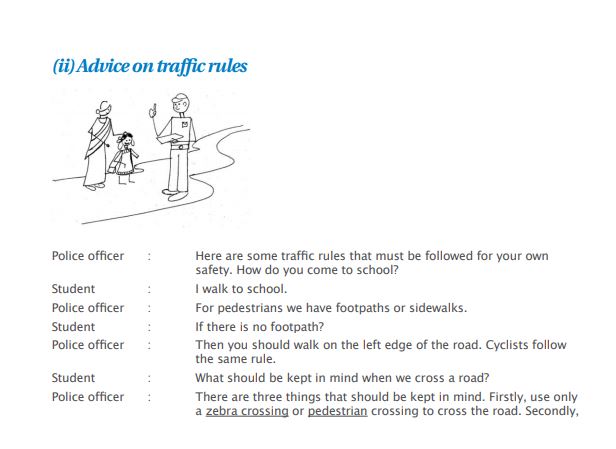 (ii) Advice on traffic rules
Police officer : Here are some traffic rules that must be followed for your own
safety. How do you come to school?
Student : I walk to school.
Police officer : For pedestrians we have footpaths or sidewalks.
Student : If there is no footpath?
Police officer : Then you should walk on the left edge of the road. Cyclists follow
the same rule.
Student : What should be kept in mind when we cross a road?
Police officer : There are three things that should be kept in mind. Firstly, use only
a zebra crossing or pedestrian crossing to cross the road. Secondly,